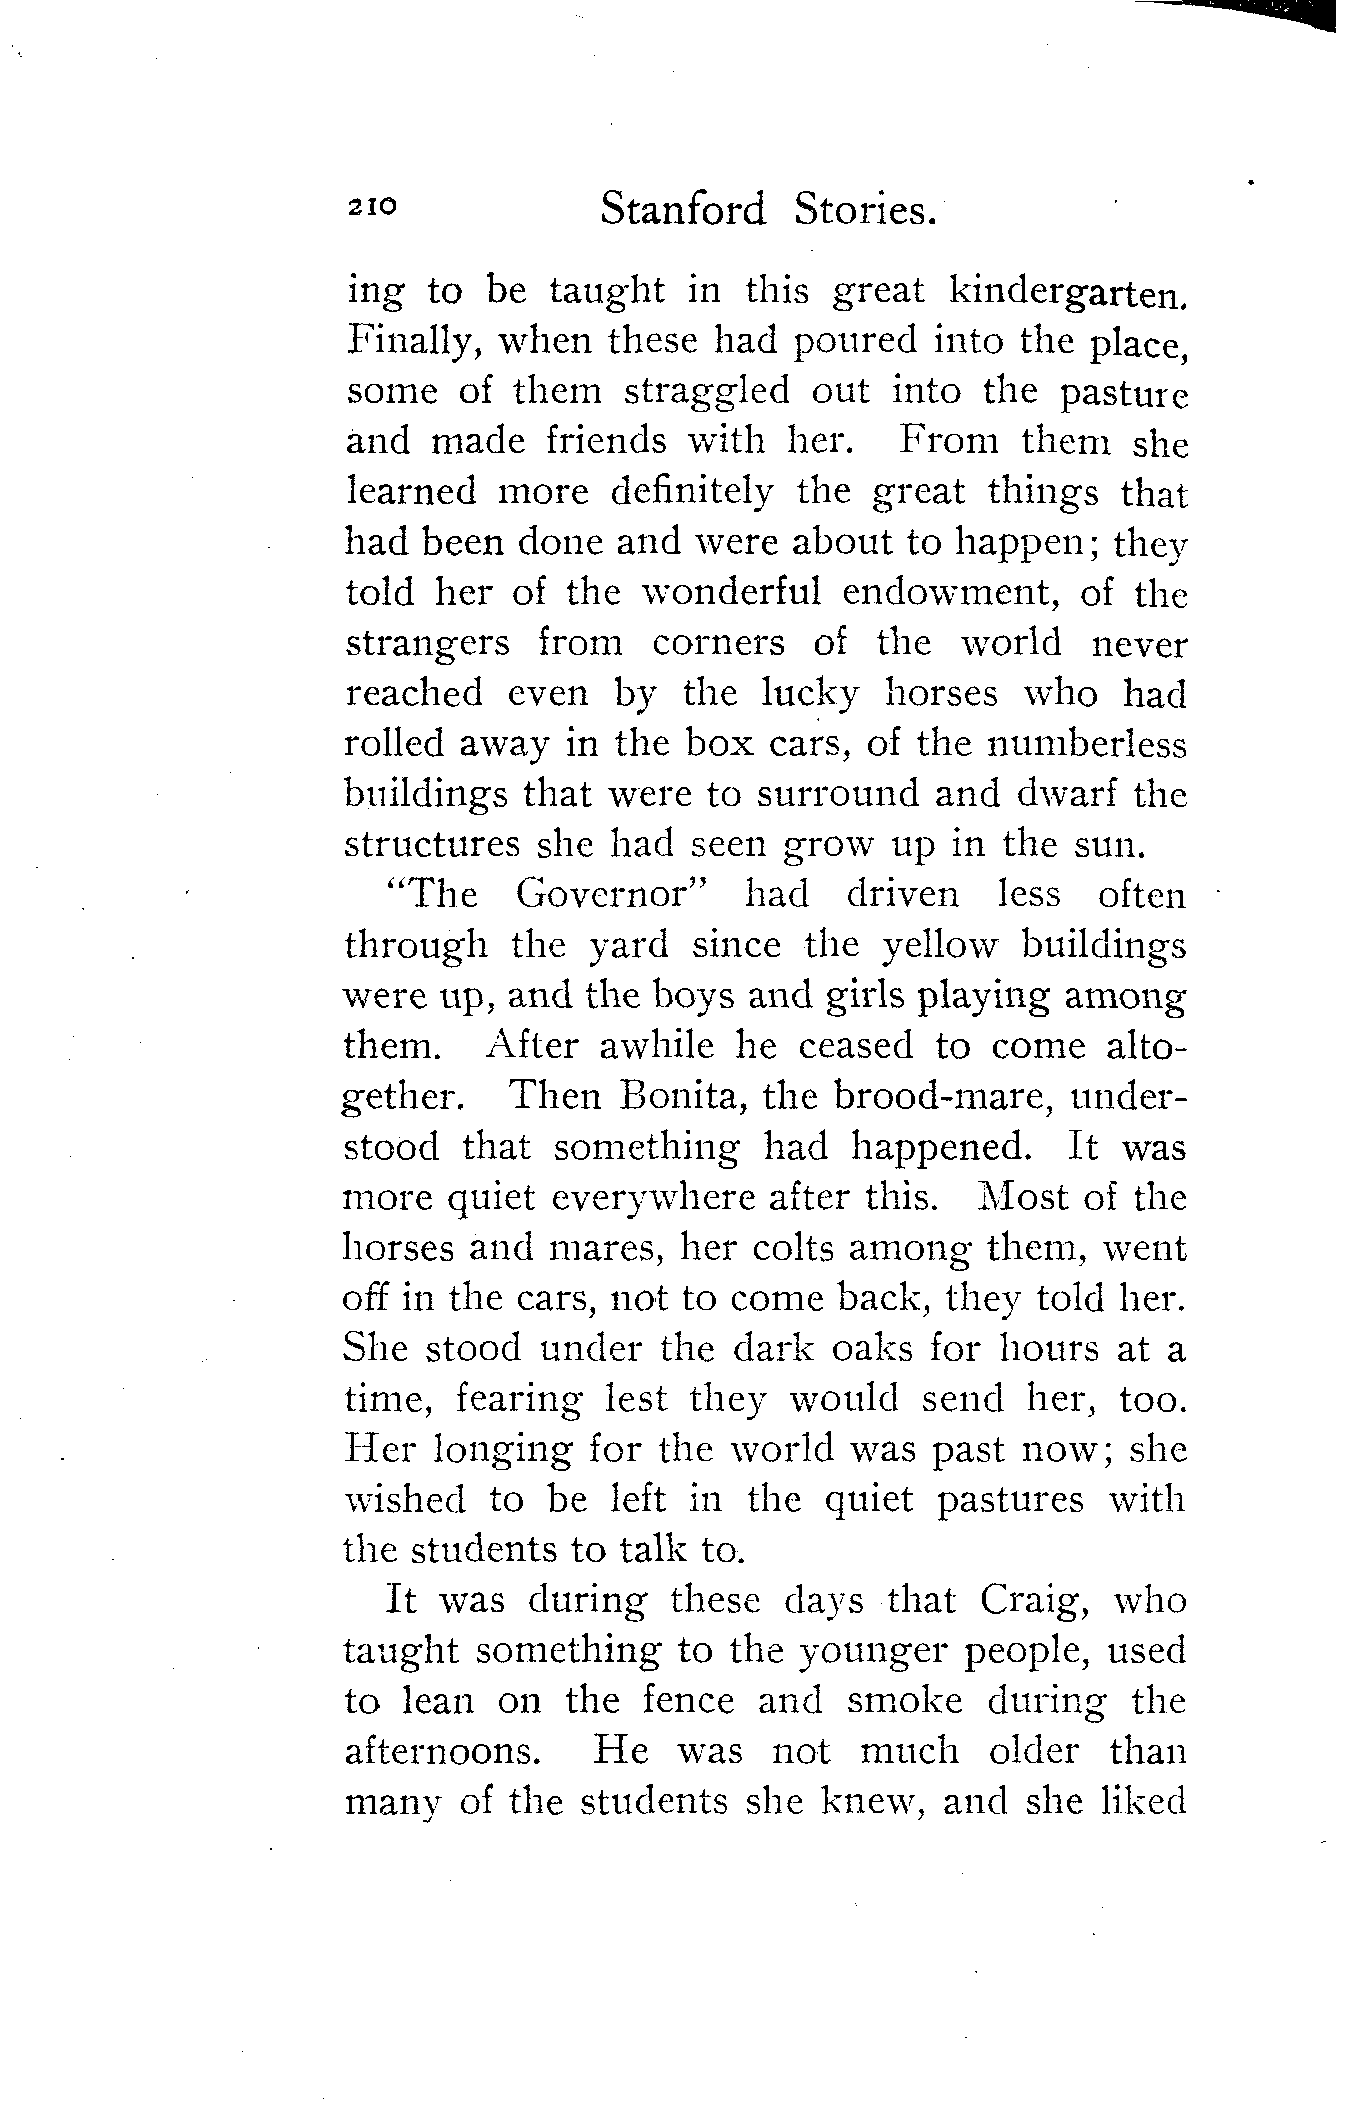 210 Stanford Stories.
ing to be taught in this great kindergarten.
Finally, when these had poured into the place,
some of them straggled out into the pasture
and made friends with her. From them she
learned more definitely the great things that
had been done and were about to happen; they
told her of the wonderful endowment, of the
strangers from corners of the world never
reached even by the lucky horses who had
rolled away in the box cars, of the numberless
buildings that were to surround and dwarf the
structures she had seen grow up in the sun.
"The Governor" had driven less often
through the yard since the yellow buildings
were up, and the boys and girls playing among
them. After awhile he ceased to come alto-
gether. Then Bonita, the brood-mare, under-
stood that something had happened. It was
more quiet everywhere after this. Most of the
horses and mares, her colts among them, went
off in the cars, not to come back, they told her.
She stood under the dark oaks for hours at a
time, fearing lest they would send her, too.
Her longing for the world was past now; she
wished to be left in the quiet pastures with
the students to talk to.
It was during these days that Craig, who
taught something to the younger people, used
to lean on the fence and smoke during the
afternoons. He was not much older than
many of the students she knew, and she liked